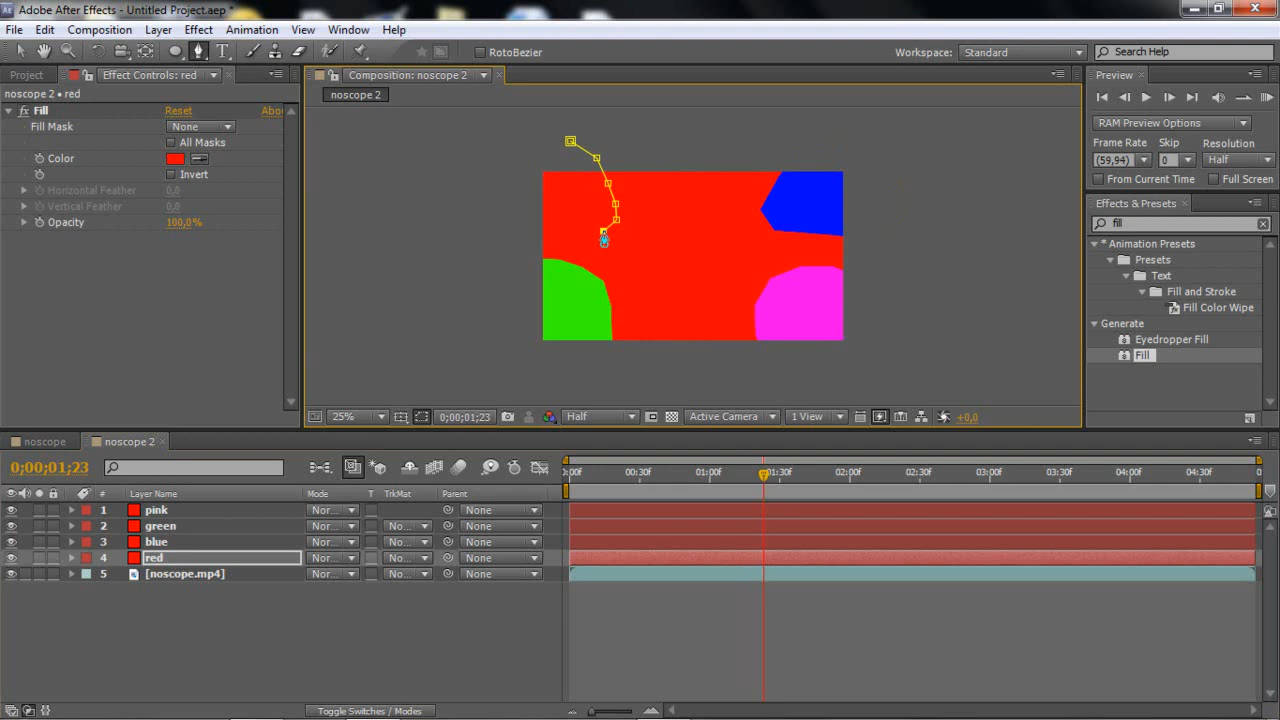 Adobe After Effects - Untitled Project.aep *
File Edit Composition Layer Effect Animation View Window Help
RotoBezier
Workspace: Standard
Search Help
Project
Effect Controls: red
noscope 2 • red
Fill Reset Abou
Fill Mask None
All Masks
Color
Invert
Horizontal Feather 0,0
Vertical Feather 0,0
Opacity 100,0%
Composition: noscope 2
noscope 2
25%
0;00;01;23
Half
Active Camera
1 View
+0,0
Preview
RAM Preview Options
Frame Rate Skip Resolution
(59,94) 0 Half
From Current Time Full Screen
Effects & Presets
fill
* Animation Presets
Presets
Text
Fill and Stroke
Fill Color Wipe
Generate
Eyedropper Fill
Fill
noscope
noscope 2
0;00;01;23
# Layer Name Mode T TrkMat Parent
1 pink Nor... None
2 green Nor... No... None
3 blue Nor... No... None
4 red Nor... No... None
5 [noscope.mp4] Nor... No... None
:00F 00:30F 01:00F 01:30F 02:00F 02:30F 03:00F 03:30F 04:00F 04:30F
Toggle Switches / Modes